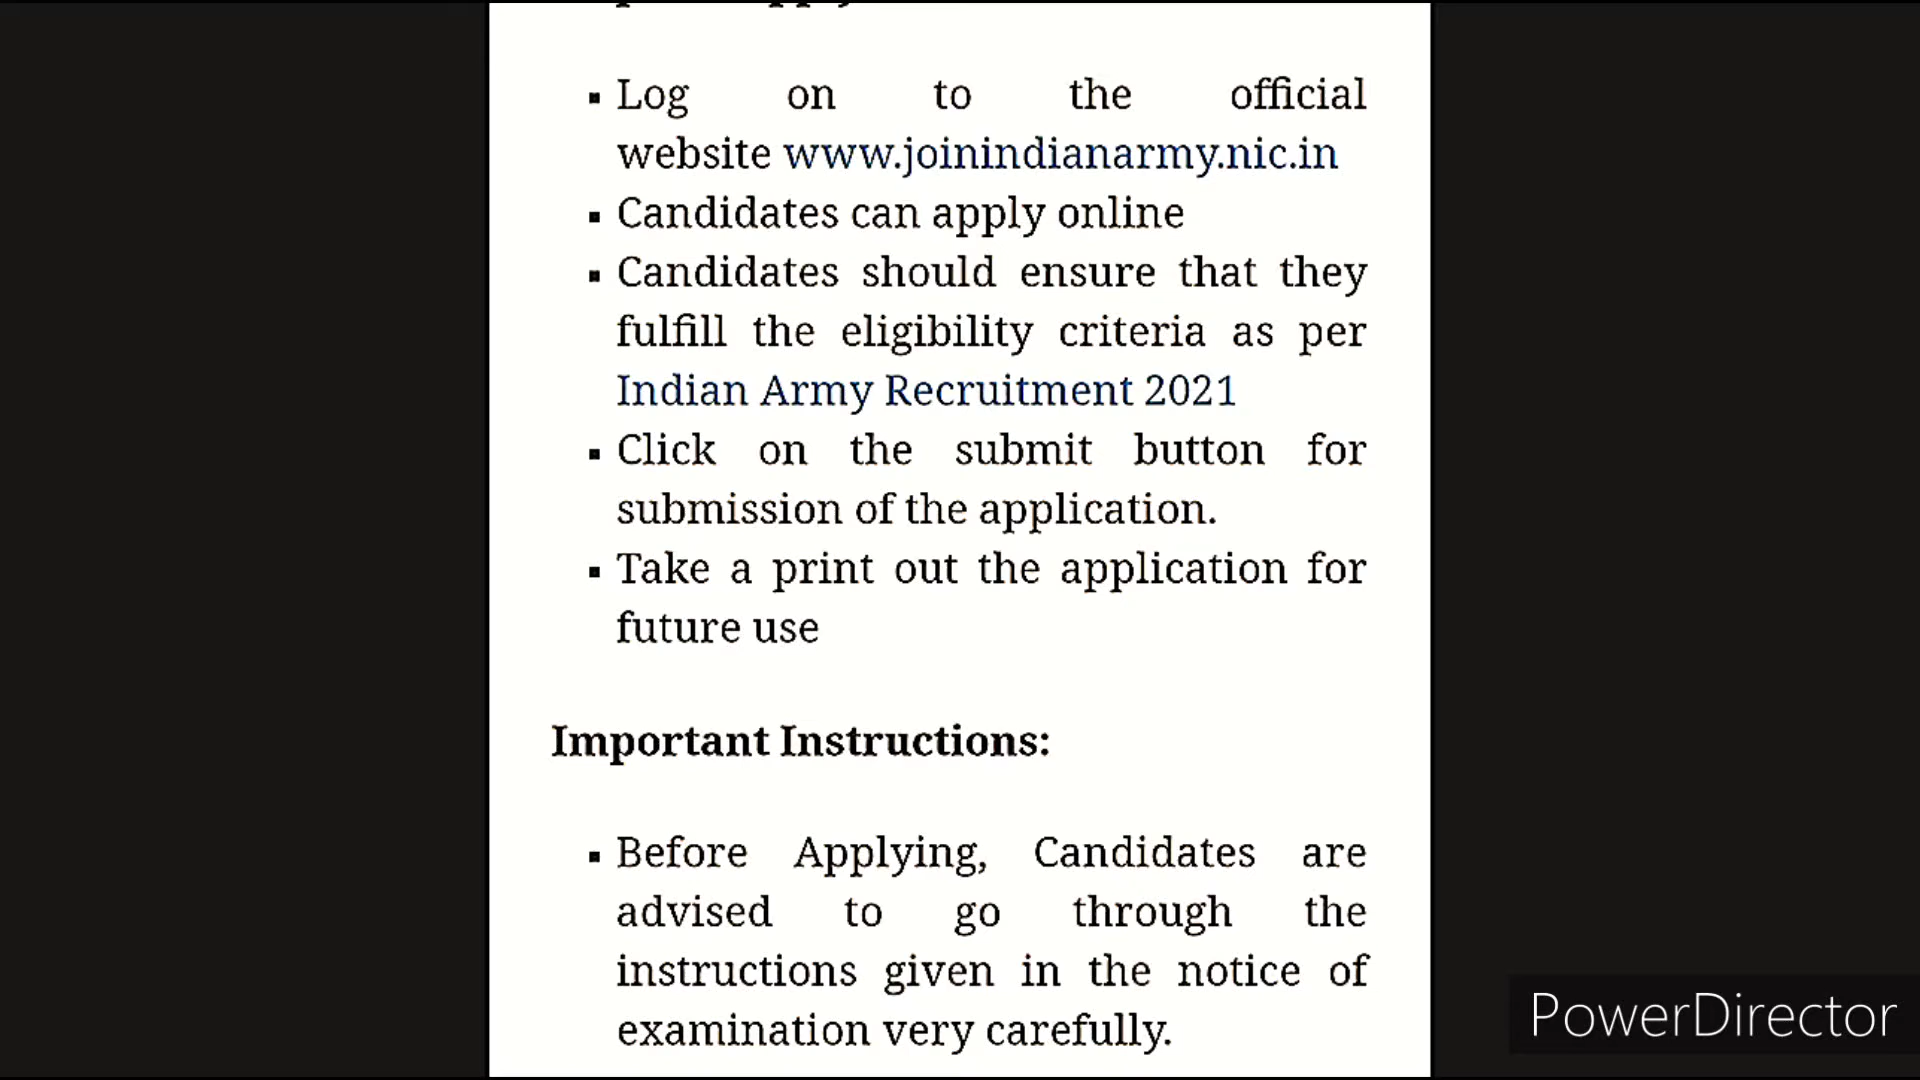 Log on to the official
website www.joinindianarmy.nic.in
Candidates can apply online
Candidates should ensure that they
fulfill the eligibility criteria as per
Indian Army Recruitment 2021
Click on the submit button for
submission of the application.
Take a print out the application for
future use
Important Instructions:
Before Applying, Candidates are
advised to go through the
instructions given in the notice of
examination very carefully.
PowerDirector